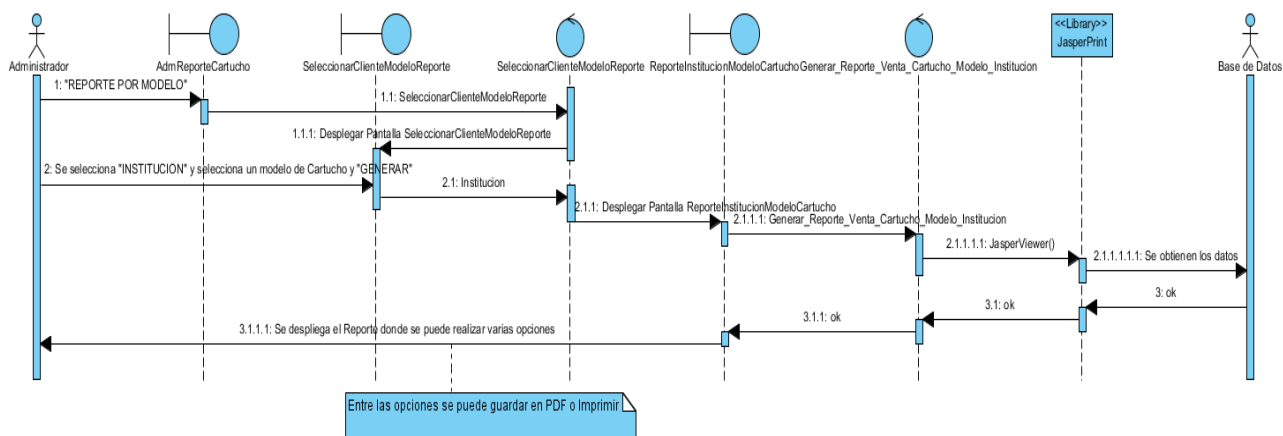 <<Library>>
JasperPrint
Administrador
AdmReporteCartucho
SeleccionarClienteModeloReporte
SeleccionarClienteModeloReporte
ReporteInstitucionModeloCartucho
Generar_Reporte_Venta_Cartucho_Modelo_Institucion
Base de Datos
1: "REPORTE POR MODELO"
1.1: SeleccionarClienteModeloReporte
1.1.1: Desplegar Pantalla SeleccionarClienteModeloReporte
2: Se selecciona "INSTITUCION" y selecciona un modelo de Cartucho y "GENERAR"
2.1: Institucion
2.1.1: Desplegar Pantalla ReporteInstitucionModeloCartucho
2.1.1.1: Generar_Reporte_Venta_Cartucho_Modelo_Institucion
2.1.1.1.1: JasperViewer()
2.1.1.1.1.1: Se obtienen los datos
3: ok
3.1: ok
3.1.1: ok
3.1.1.1: Se despliega el Reporte donde se puede realizar varias opciones
Entre las opciones se puede guardar en PDF o Imprimir